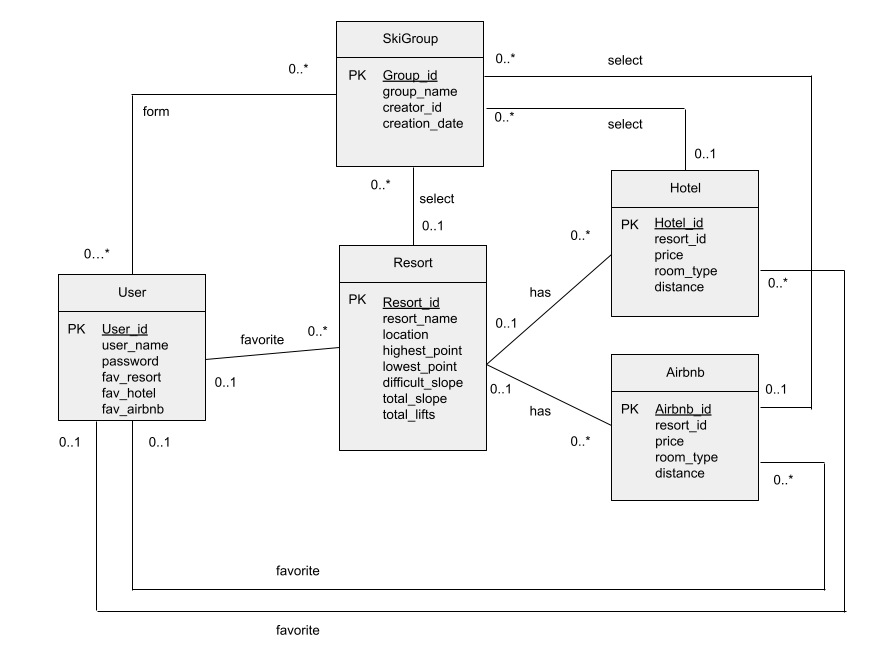 SkiGroup
PK Group_id
group_name
creator_id
creation_date
0..*
form
0..*
select
0..*
select
0..1
0..*
select
0..1
0...*
User
PK User_id
user_name
password
fav_resort
fav_hotel
fav_airbnb
0..1
favorite
0..*
Resort
PK Resort_id
resort_name
location
highest_point
lowest_point
difficult_slope
total_slope
total_lifts
0..*
has
0..1
0..1
has
0..*
Hotel
PK Hotel_id
resort_id
price
room_type
distance
0..*
Airbnb
PK Airbnb_id
resort_id
price
room_type
distance
0..1
0..*
0..1
0..1
favorite
favorite